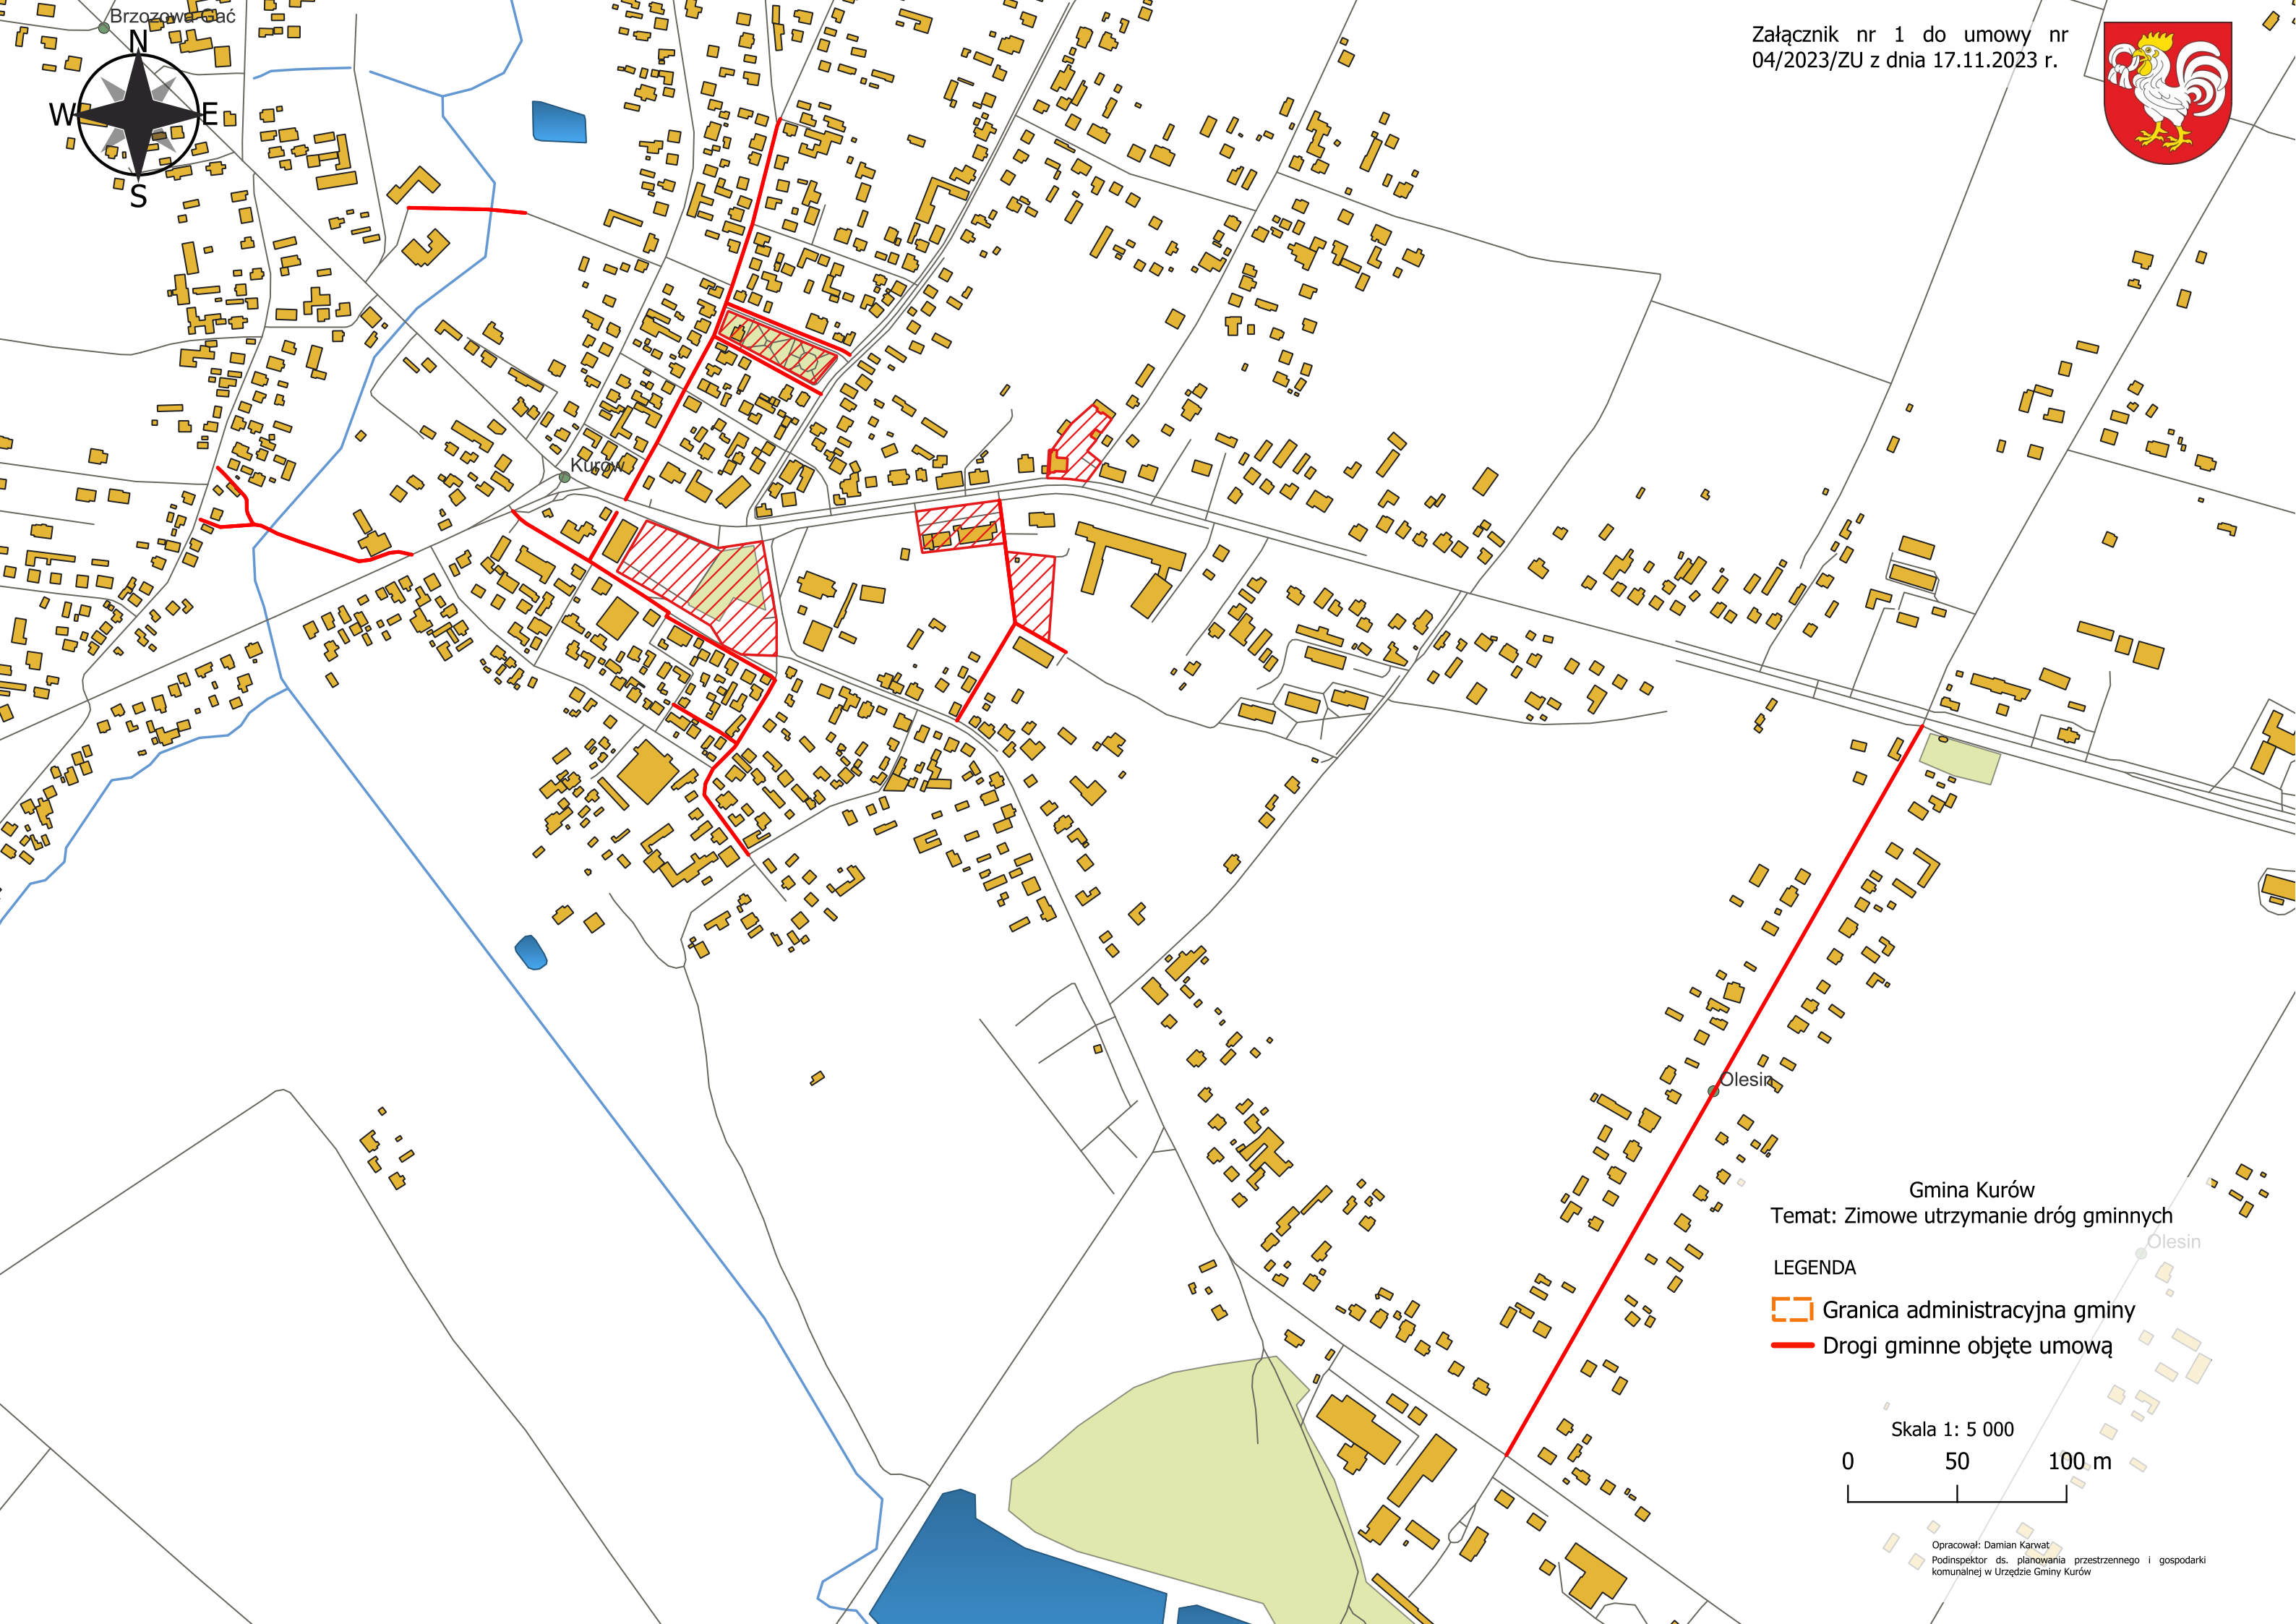 Brzozowa Gać
N
W
E
S
Załącznik nr 1 do umowy nr
04/2023/ZU z dnia 17.11.2023 r.
Kurów
Olesin
Gmina Kurów
Temat: Zimowe utrzymanie dróg gminnych
Olesin
LEGENDA
Granica administracyjna gminy
Drogi gminne objęte umową
Skala 1: 5 000
0 50 100 m
Opracował: Damian Karwat
Podinspektor ds. planowania przestrzennego i gospodarki
komunalnej w Urzędzie Gminy Kurów